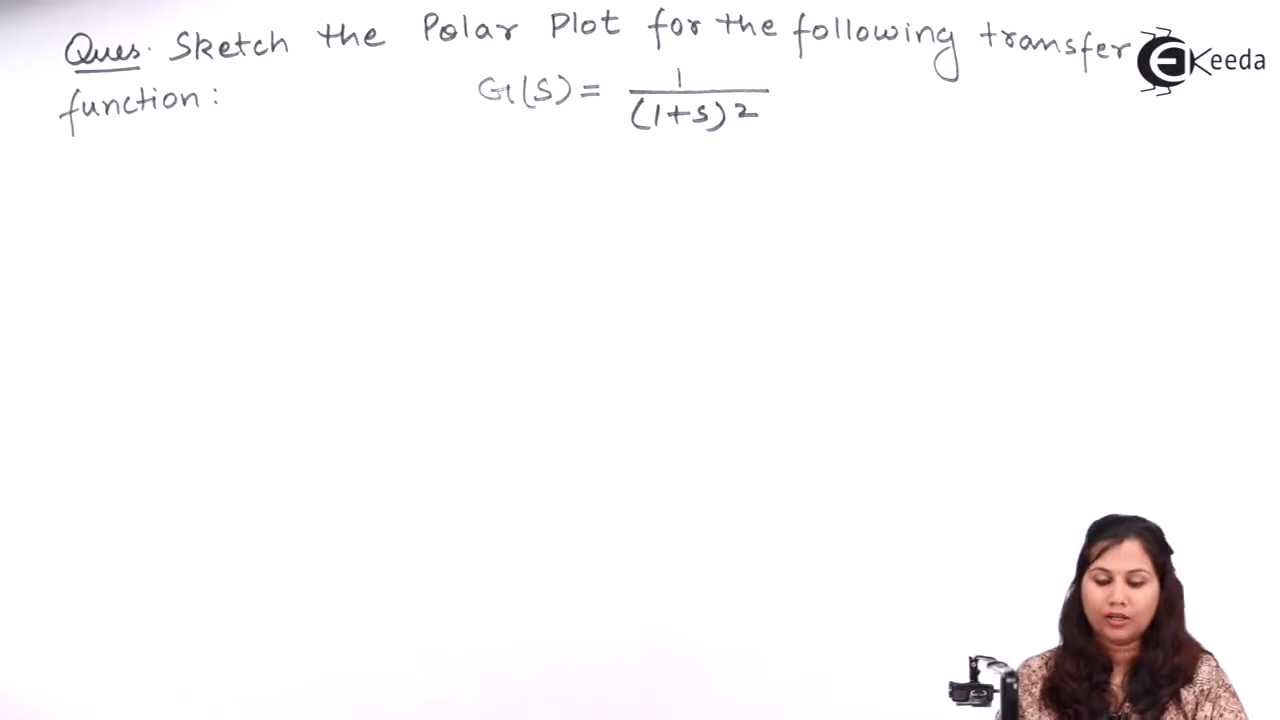 Ques. Sketch the Polar Plot for the following transfer
function: G(s) = 1/(1+s)2
EKeeda